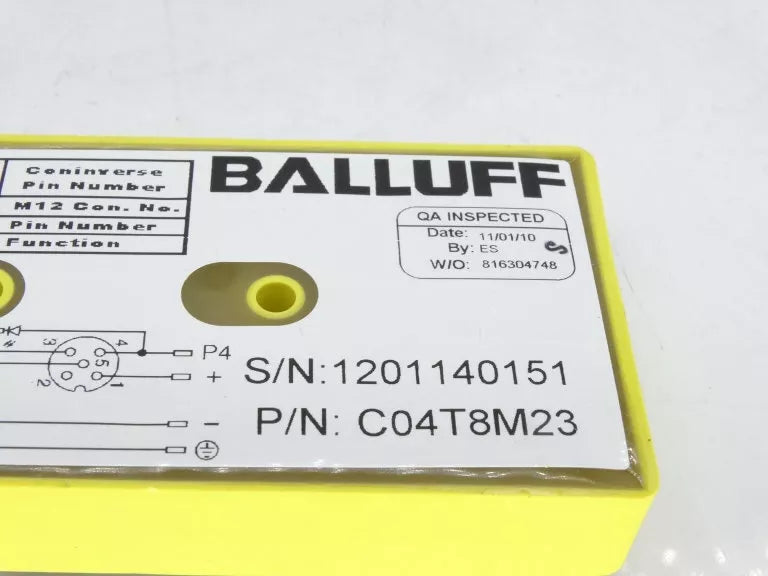 Coninverse
Pin Number
M12 Con. No.
Pin Number
Function
BALLUFF
QA INSPECTED
Date: 11/01/10
By: ES
W/O: 816304748
S
3 4
5
2 1
P4
+
-
S/N:1201140151
P/N: C04T8M23